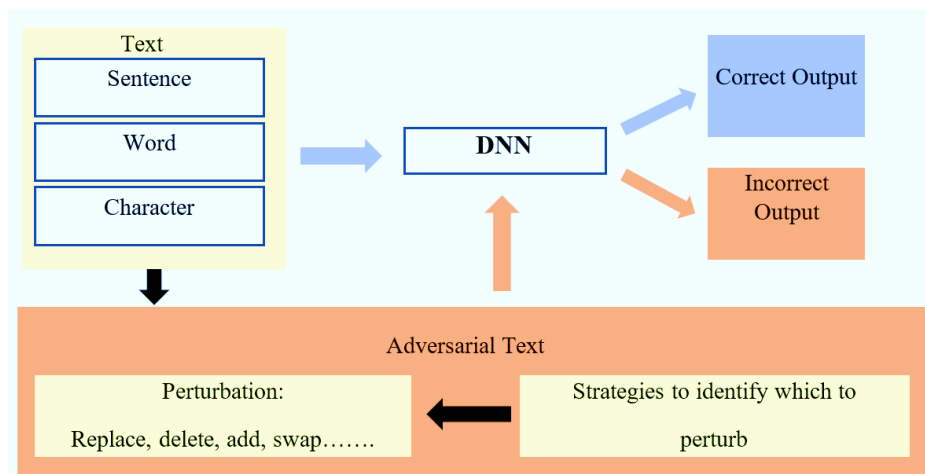 Text
Sentence
Word
Character
DNN
Correct Output
Incorrect
Output
Adversarial Text
Perturbation:
Replace, delete, add, swap…….
Strategies to identify which to
perturb